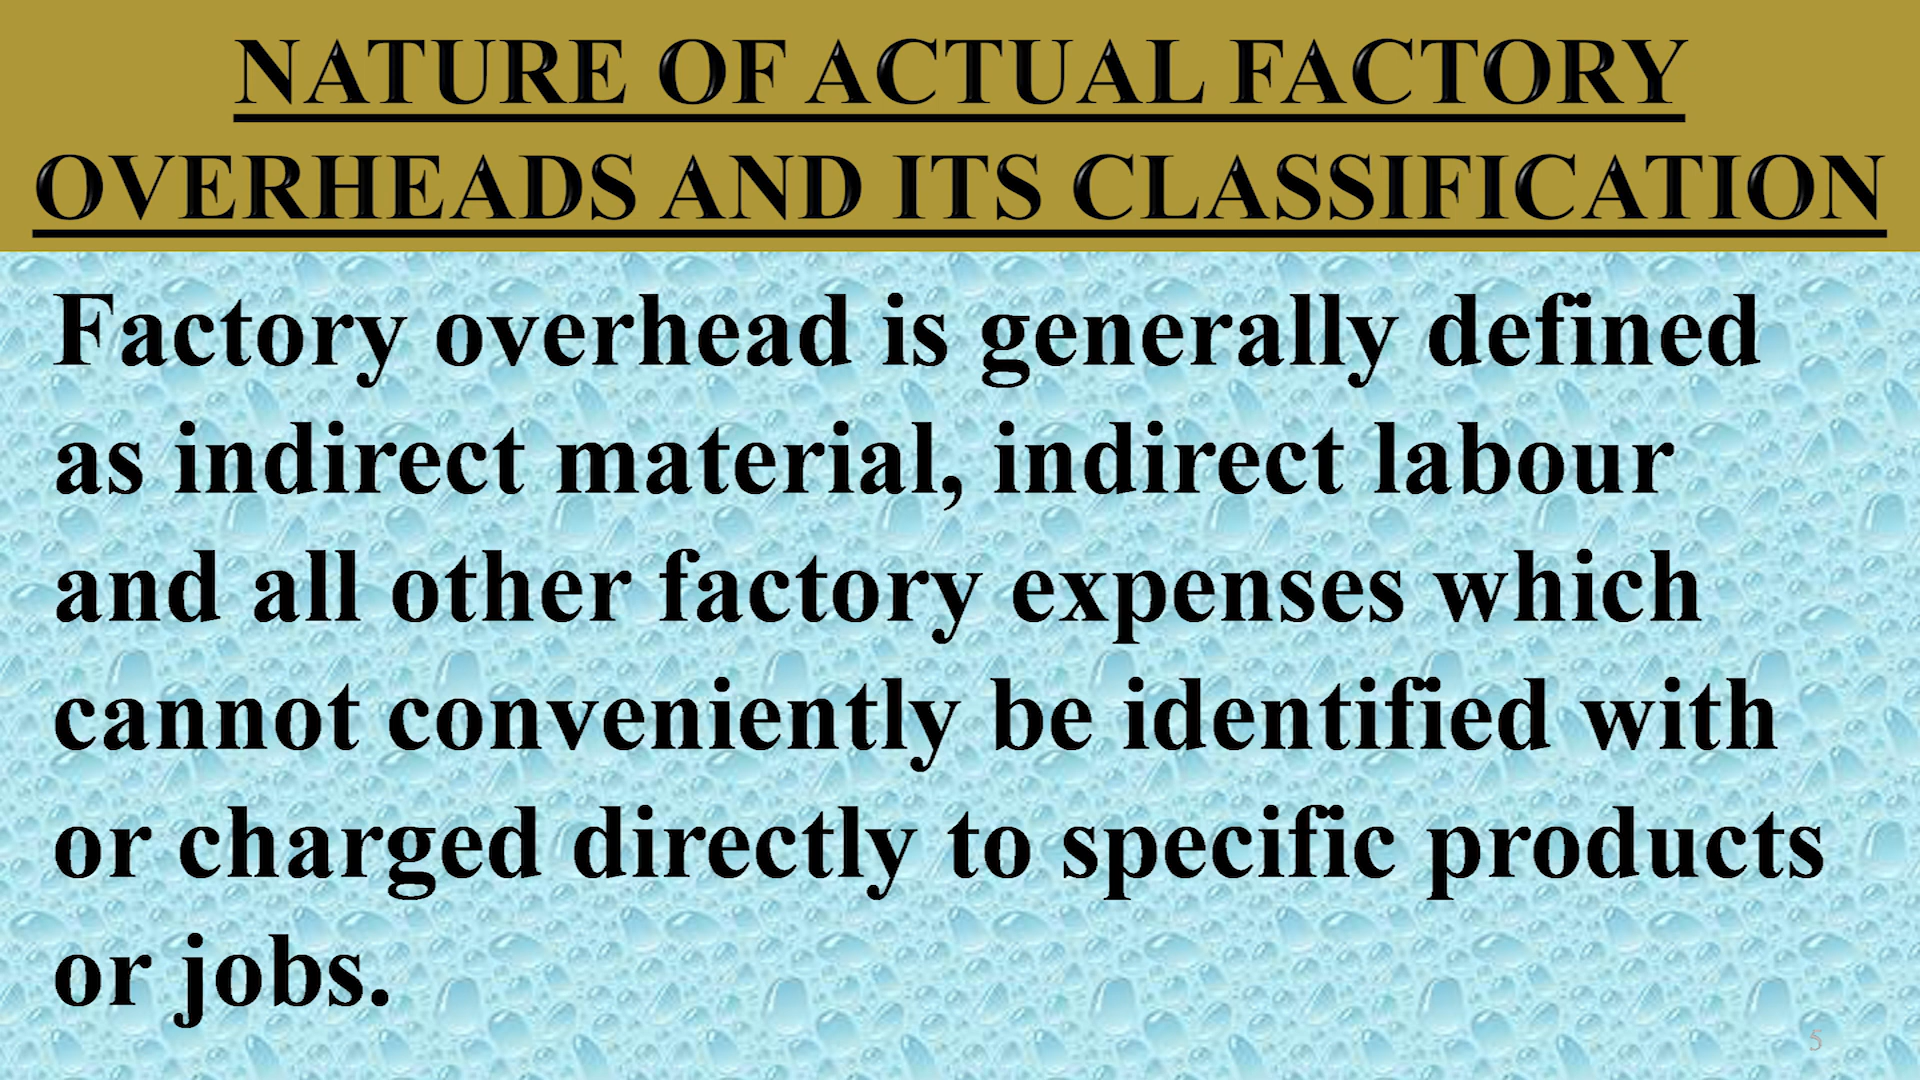 NATURE OF ACTUAL FACTORY
OVERHEADS AND ITS CLASSIFICATION
Factory overhead is generally defined
as indirect material, indirect labour
and all other factory expenses which
cannot conveniently be identified with
or charged directly to specific products
or jobs.
5